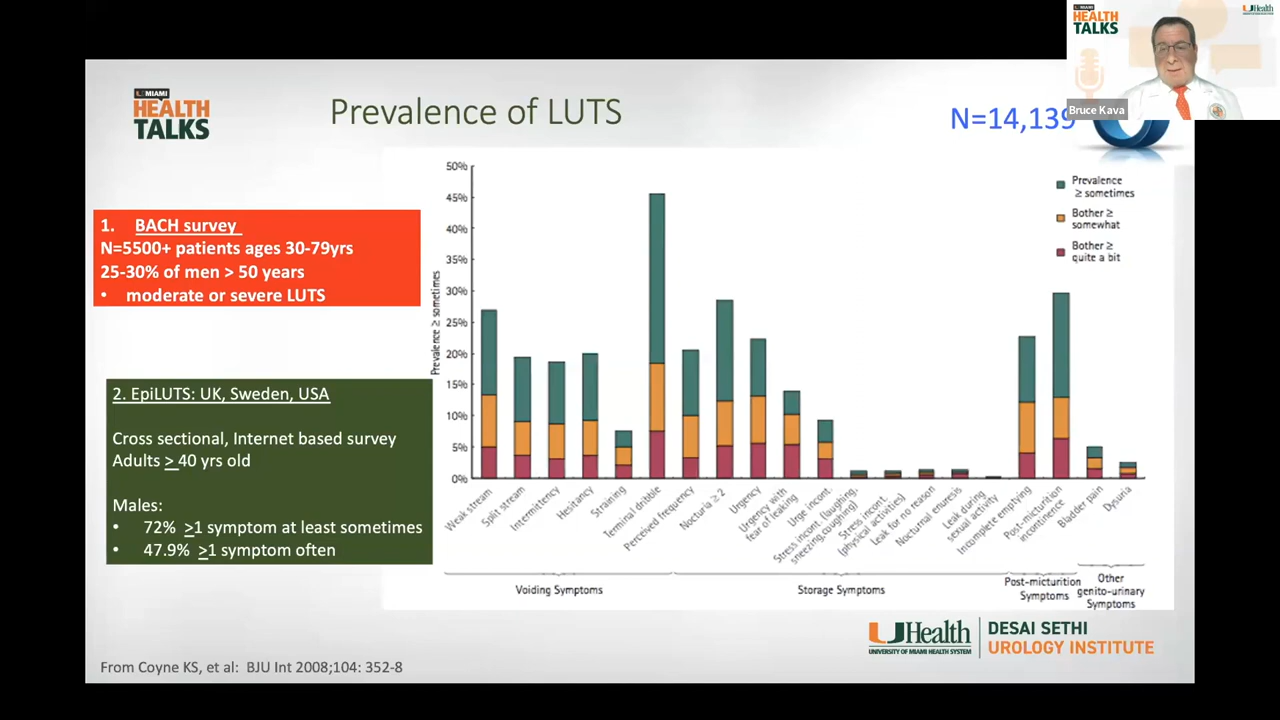 U MIAMI
HEALTH
TALKS
UHealth
Bruce Kava
U MIAMI
HEALTH
TALKS
Prevalence of LUTS
N=14,139
1. BACH survey
N=5500+ patients ages 30-79yrs
25-30% of men > 50 years
• moderate or severe LUTS
2. EpiLUTS: UK, Sweden, USA
Cross sectional, Internet based survey
Adults > 40 yrs old
Males:
• 72% >1 symptom at least sometimes
• 47.9% >1 symptom often
Prevalence ≥ sometimes
50%
45%
40%
35%
30%
25%
20%
15%
10%
5%
0%
Prevalence
≥ sometimes
Bother ≥
somewhat
Bother ≥
quite a bit
Weak stream
Split stream
Intermittency
Hesitancy
Straining
Terminal dribble
Perceived frequency
Nocturia ≥ 2
Urgency
Urgency with
fear of leaking
Urge incont.
Stress incont. (laughing,
sneezing, coughing)
Stress incont.
(physical activities)
Leak for no reason
Nocturnal enuresis
Leak during
sexual activity
Incomplete emptying
Post-micturition
incontinence
Bladder pain
Dysuria
Voiding Symptoms
Storage Symptoms
Post-micturition
Symptoms
Other
genito-urinary
Symptoms
UHealth
UNIVERSITY OF MIAMI HEALTH SYSTEM
DESAI SETHI
UROLOGY INSTITUTE
From Coyne KS, et al: BJU Int 2008;104: 352-8